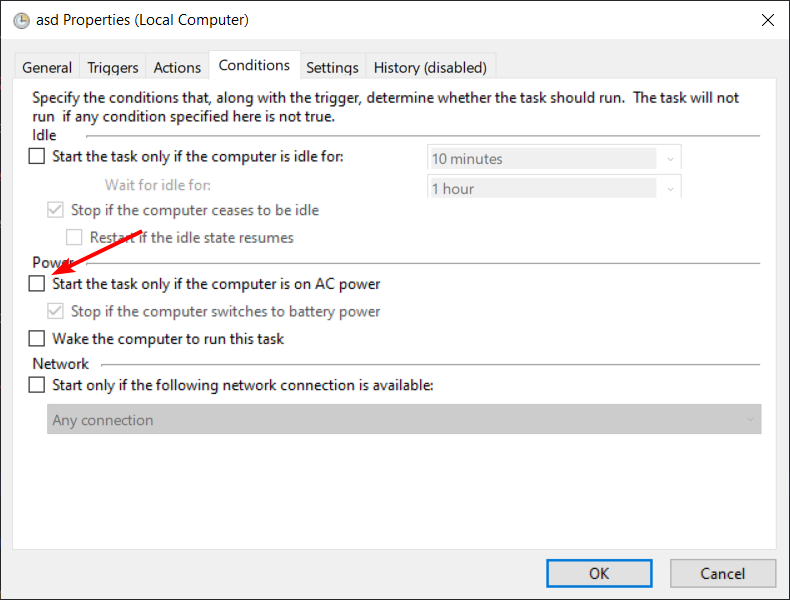 asd Properties (Local Computer)
General Triggers Actions Conditions Settings History (disabled)
Specify the conditions that, along with the trigger, determine whether the task should run. The task will not
run if any condition specified here is not true.
Idle
Start the task only if the computer is idle for: 10 minutes
Wait for idle for: 1 hour
Stop if the computer ceases to be idle
Restart if the idle state resumes
Power
Start the task only if the computer is on AC power
Stop if the computer switches to battery power
Wake the computer to run this task
Network
Start only if the following network connection is available:
Any connection
OK Cancel